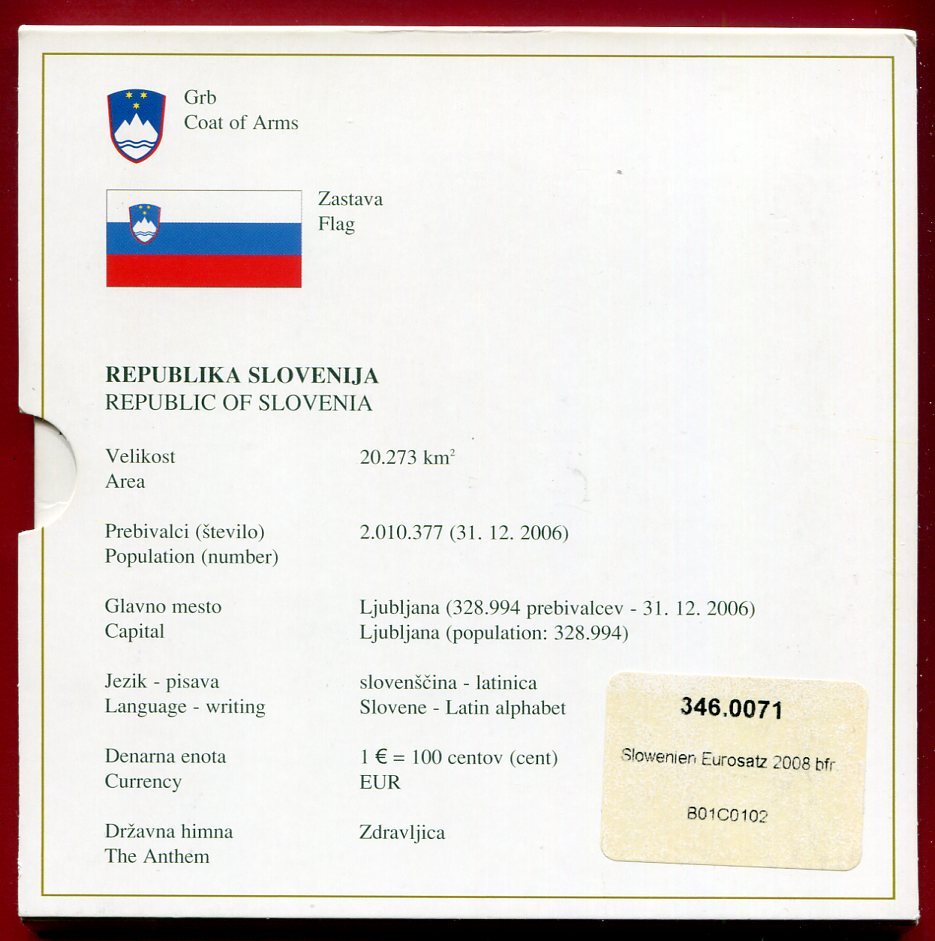 Grb
Coat of Arms
Zastava
Flag
REPUBLIKA SLOVENIJA
REPUBLIC OF SLOVENIA
Velikost 20.273 km²
Area
Prebivalci (število) 2.010.377 (31. 12. 2006)
Population (number)
Glavno mesto Ljubljana (328.994 prebivalcev - 31. 12. 2006)
Capital Ljubljana (population: 328.994)
Jezik - pisava slovenščina - latinica
Language - writing Slovene - Latin alphabet
Denarna enota 1 € = 100 centov (cent)
Currency EUR
Državna himna Zdravljica
The Anthem
346.0071
Slowenien Eurosatz 2008 bfr.
B01C0102